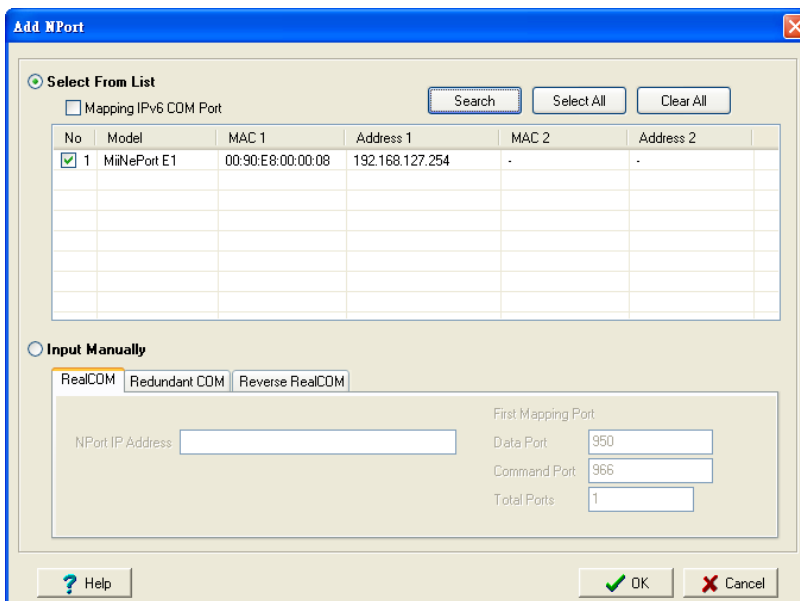 Add NPort
Select From List
Mapping IPv6 COM Port
Search
Select All
Clear All
No Model MAC 1 Address 1 MAC 2 Address 2
1 MiiNePort E1 00:90:E8:00:00:08 192.168.127.254 - -
Input Manually
RealCOM Redundant COM Reverse RealCOM
First Mapping Port
NPort IP Address
Data Port 950
Command Port 966
Total Ports 1
? Help
OK
Cancel